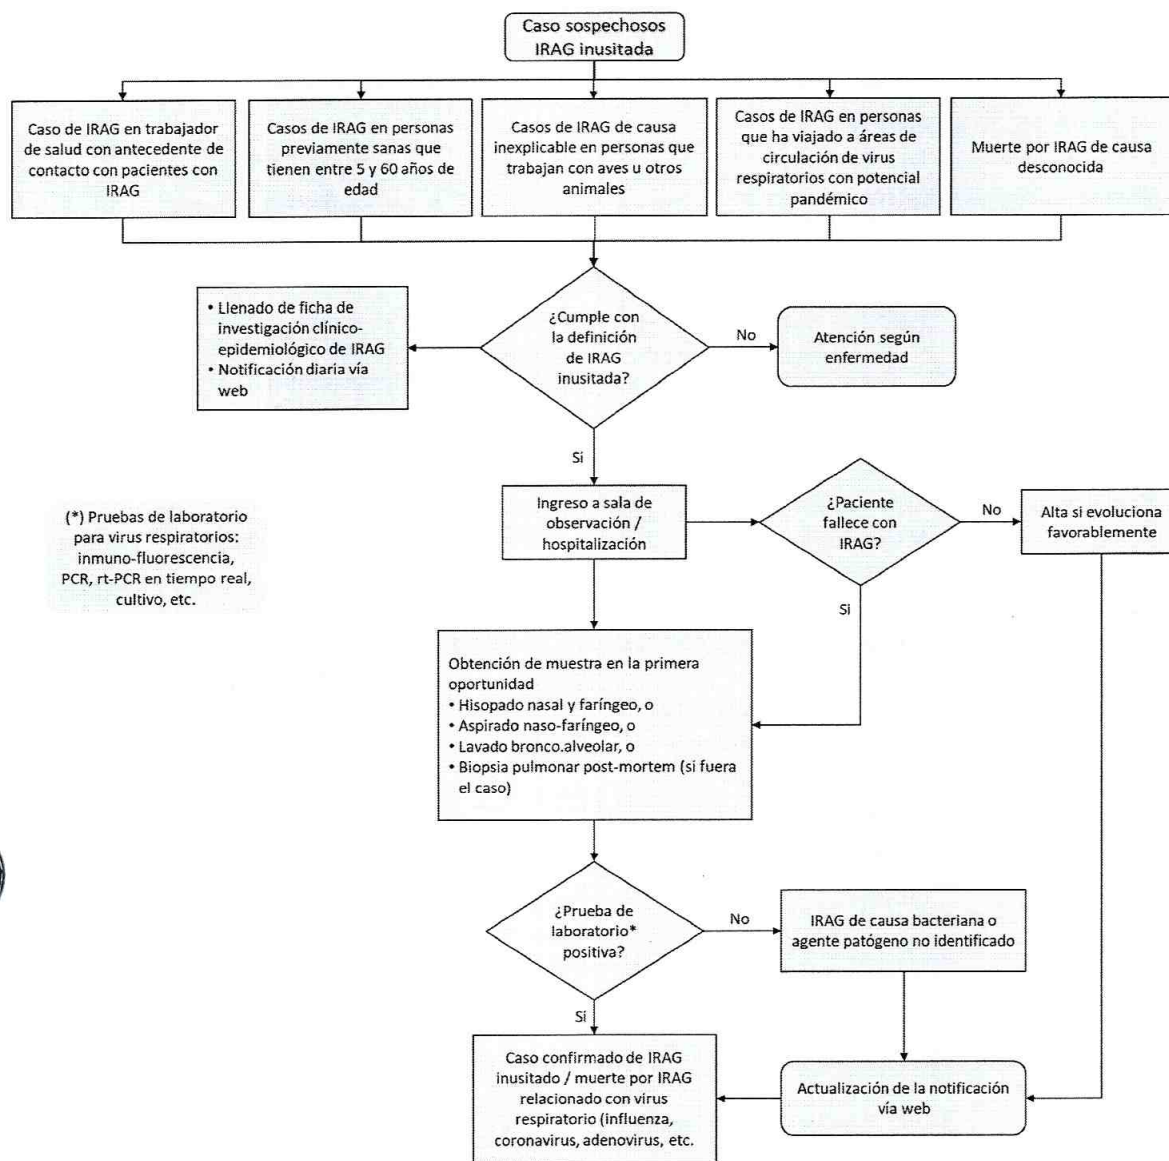 Caso sospechosos
IRAG inusitada
Caso de IRAG en trabajador
de salud con antecedente de
contacto con pacientes con
IRAG
Casos de IRAG en personas
previamente sanas que
tienen entre 5 y 60 años de
edad
Casos de IRAG de causa
inexplicable en personas que
trabajan con aves u otros
animales
Casos de IRAG en personas
que ha viajado a áreas de
circulación de virus
respiratorios con potencial
pandémico
Muerte por IRAG de causa
desconocida
• Llenado de ficha de
investigación clínico-
epidemiológico de IRAG
• Notificación diaria vía
web
¿Cumple con
la definición
de IRAG
inusitada?
No
Atención según
enfermedad
Si
Ingreso a sala de
observación /
hospitalización
¿Paciente
fallece con
IRAG?
No
Alta si evoluciona
favorablemente
Si
(*) Pruebas de laboratorio
para virus respiratorios:
inmuno-fluorescencia,
PCR, rt-PCR en tiempo real,
cultivo, etc.
Obtención de muestra en la primera
oportunidad
• Hisopado nasal y faríngeo, o
• Aspirado naso-faríngeo, o
• Lavado bronco.alveolar, o
• Biopsia pulmonar post-mortem (si fuera
el caso)
¿Prueba de
laboratorio*
positiva?
No
IRAG de causa bacteriana o
agente patógeno no identificado
Si
Caso confirmado de IRAG
inusitado / muerte por IRAG
relacionado con virus
respiratorio (influenza,
coronavirus, adenovirus, etc.
Actualización de la notificación
vía web